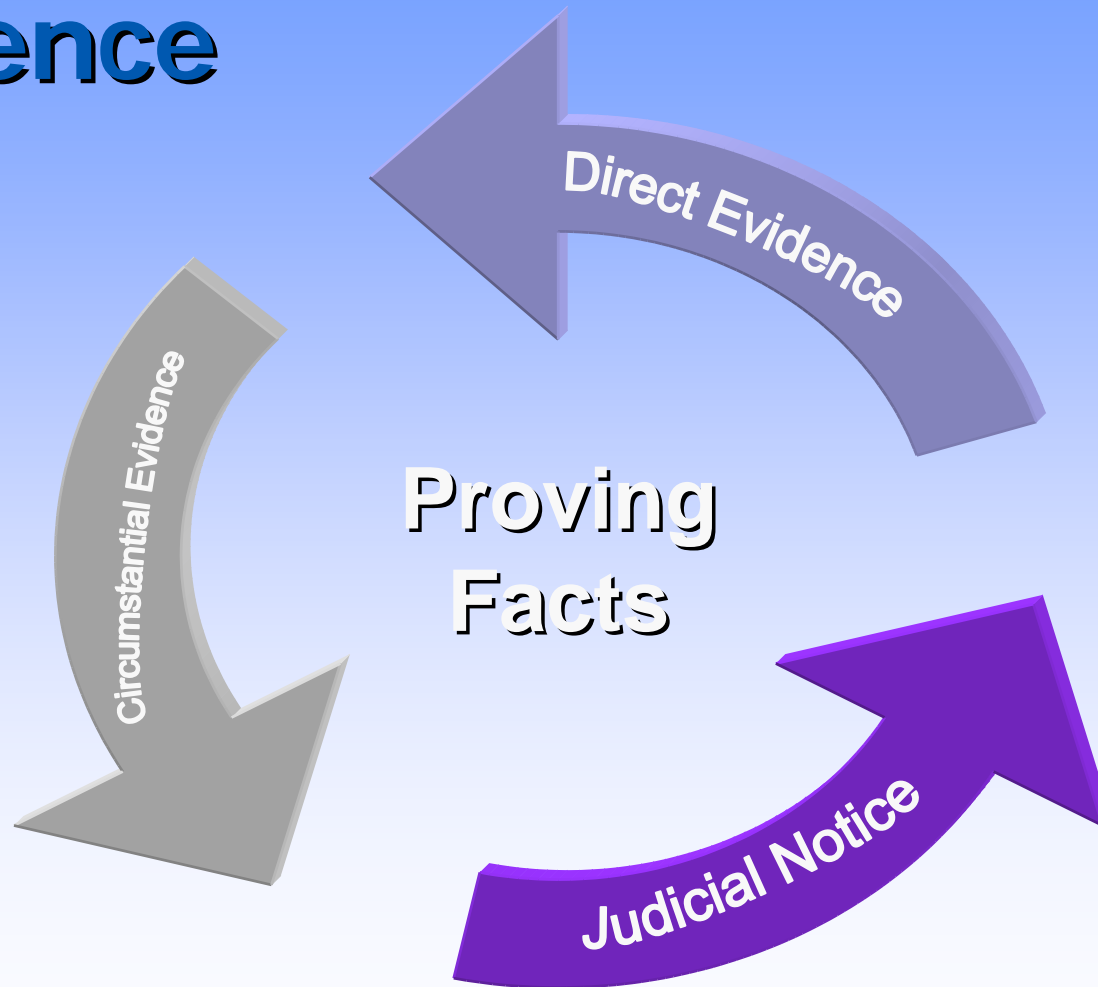 ence
Direct Evidence
Circumstantial Evidence
Proving
Facts
Judicial Notice